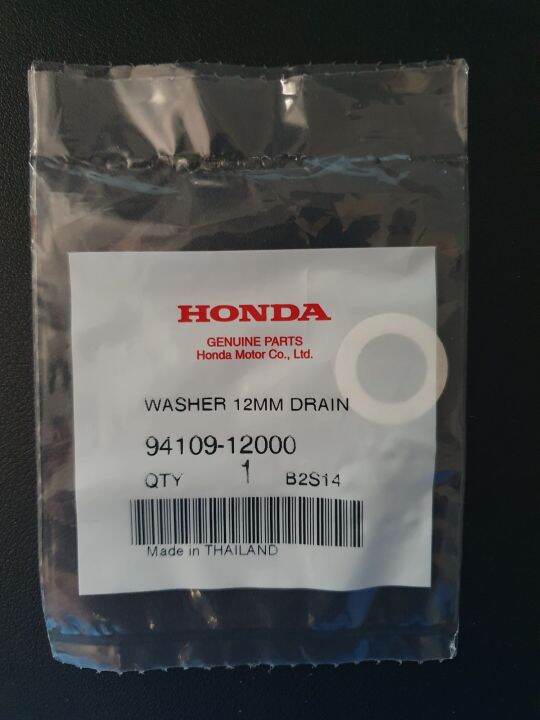 HONDA
GENUINE PARTS
Honda Motor Co., Ltd.
WASHER 12MM DRAIN
94109-12000
QTY 1 B2S14
Made in THAILAND